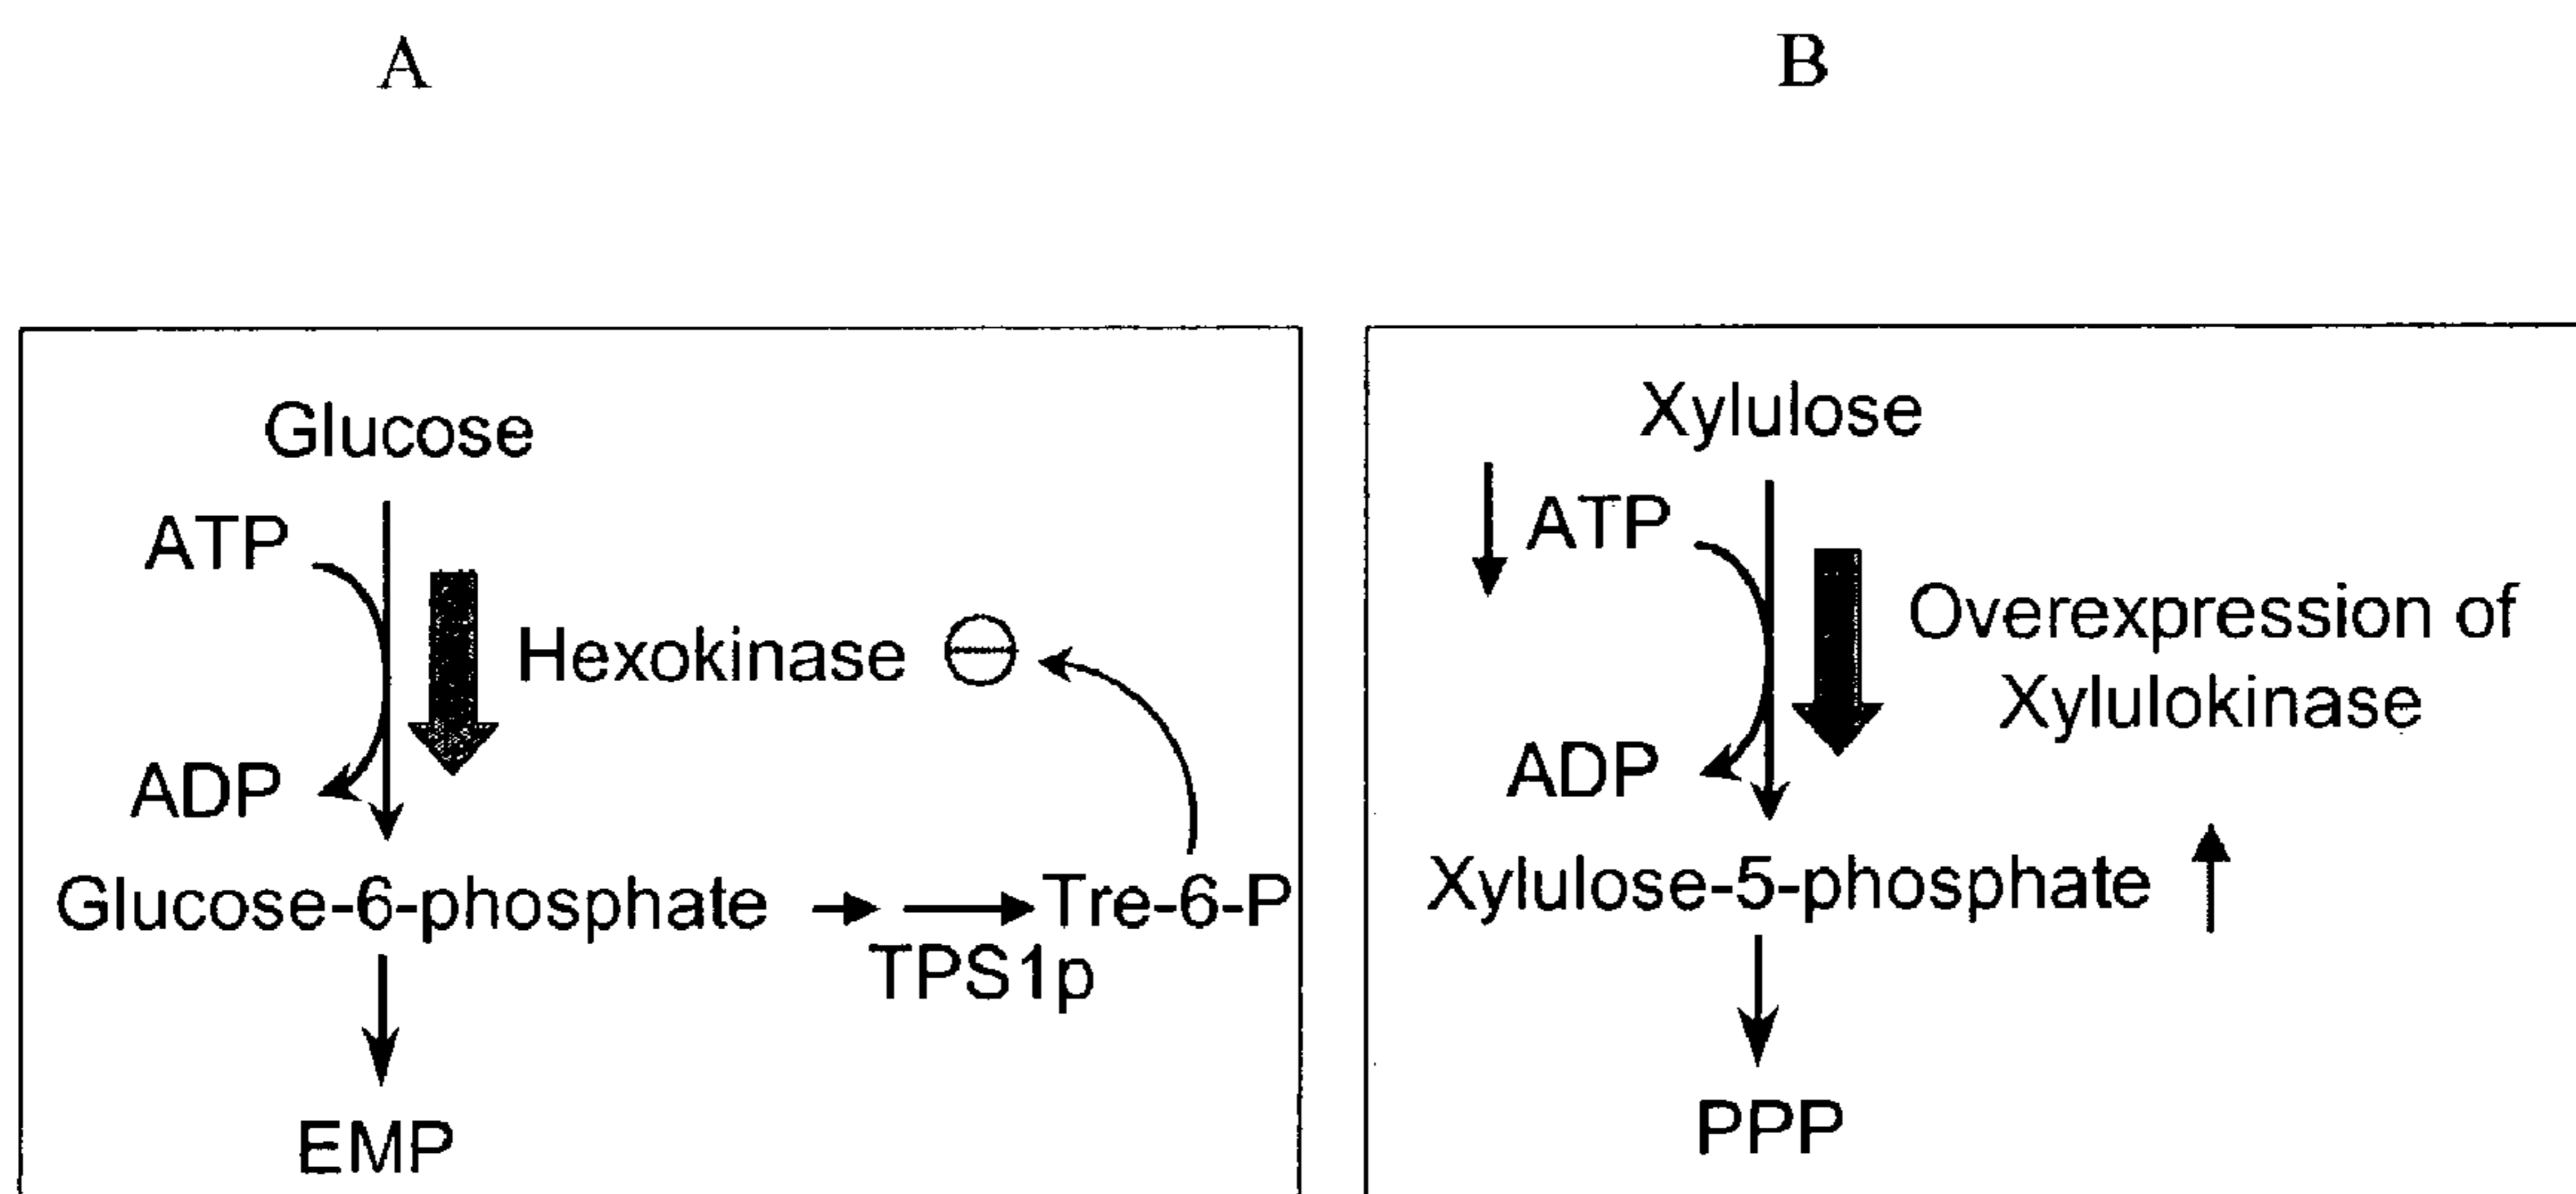 A
B
Glucose
ATP
Hexokinase
ADP
Glucose-6-phosphate
Tre-6-P
TPS1p
EMP
Xylulose
ATP
Overexpression of
Xylulokinase
ADP
Xylulose-5-phosphate
PPP